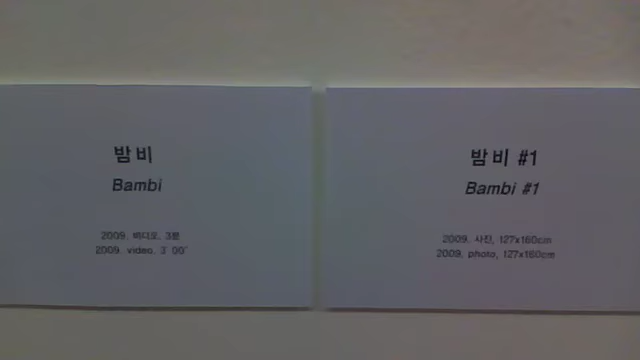 밤비
Bambi
2009. 비디오, 3분
2009. video. 3' 00"
밤비 #1
Bambi #1
2009. 사진, 127x160cm
2009, photo, 127x160cm